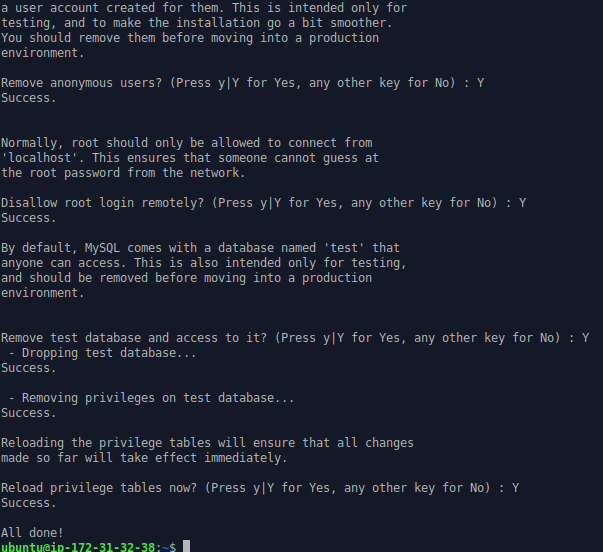 a user account created for them. This is intended only for
testing, and to make the installation go a bit smoother.
You should remove them before moving into a production
environment.
Remove anonymous users? (Press y|Y for Yes, any other key for No) : Y
Success.
Normally, root should only be allowed to connect from
'localhost'. This ensures that someone cannot guess at
the root password from the network.
Disallow root login remotely? (Press y|Y for Yes, any other key for No) : Y
Success.
By default, MySQL comes with a database named 'test' that
anyone can access. This is also intended only for testing,
and should be removed before moving into a production
environment.
Remove test database and access to it? (Press y|Y for Yes, any other key for No) : Y
- Dropping test database...
Success.
- Removing privileges on test database...
Success.
Reloading the privilege tables will ensure that all changes
made so far will take effect immediately.
Reload privilege tables now? (Press y|Y for Yes, any other key for No) : Y
Success.
All done!
ubuntu@ip-172-31-32-38:~$